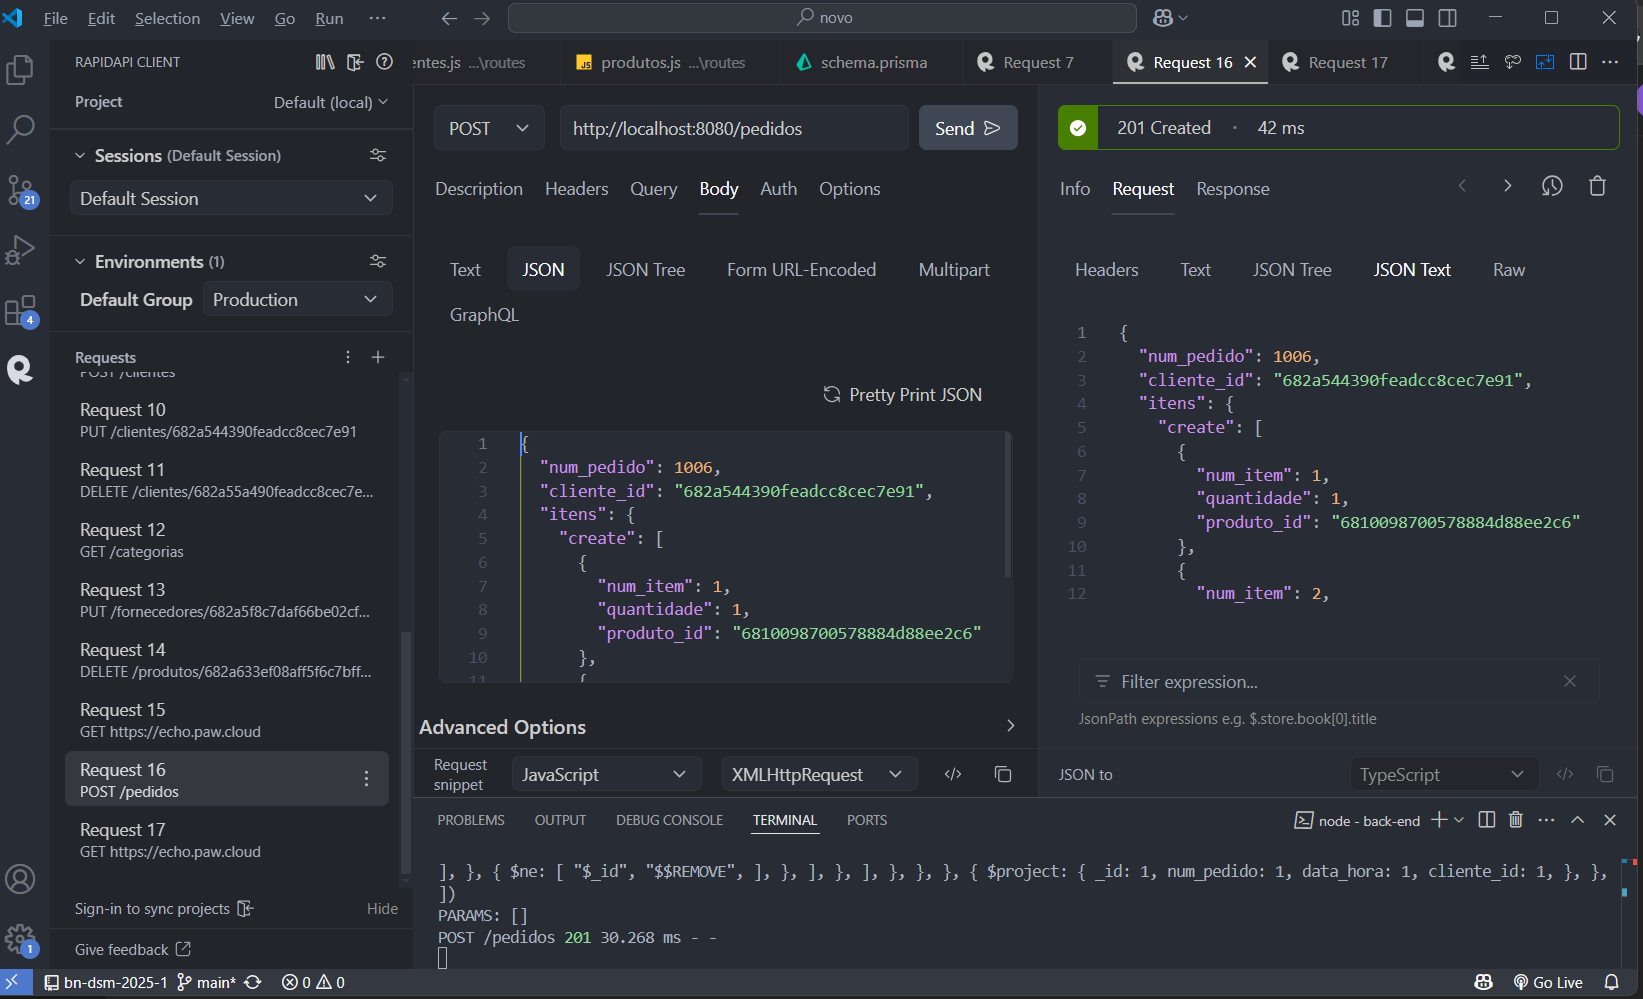 File Edit Selection View Go Run ···
novo
RAPIDAPI CLIENT
Project Default (local)
Sessions (Default Session)
Default Session
Environments (1)
Default Group Production
Requests
POST /clientes
Request 10
PUT /clientes/682a544390feadcc8cec7e91
Request 11
DELETE /clientes/682a55a490feadcc8cec7e...
Request 12
GET /categorias
Request 13
PUT /fornecedores/682a5f8c7daf66be02cf...
Request 14
DELETE /produtos/682a633ef08aff5f6c7bff...
Request 15
GET https://echo.paw.cloud
Request 16
POST /pedidos
Request 17
GET https://echo.paw.cloud
Sign-in to sync projects Hide
Give feedback
21
4
1
entes.js ...\routes
JS produtos.js ...\routes
schema.prisma
Request 7
Request 16
Request 17
POST http://localhost:8080/pedidos Send
Description Headers Query Body Auth Options
Text JSON JSON Tree Form URL-Encoded Multipart
GraphQL
Pretty Print JSON
1 {
2 "num_pedido": 1006,
3 "cliente_id": "682a544390feadcc8cec7e91",
4 "itens": {
5 "create": [
6 {
7 "num_item": 1,
8 "quantidade": 1,
9 "produto_id": "6810098700578884d88ee2c6"
10 },
11 {
Advanced Options
Request snippet JavaScript XMLHttpRequest
201 Created · 42 ms
Info Request Response
Headers Text JSON Tree JSON Text Raw
1 {
2 "num_pedido": 1006,
3 "cliente_id": "682a544390feadcc8cec7e91",
4 "itens": {
5 "create": [
6 {
7 "num_item": 1,
8 "quantidade": 1,
9 "produto_id": "6810098700578884d88ee2c6"
10 },
11 {
12 "num_item": 2,
Filter expression...
JsonPath expressions e.g. $.store.book[0].title
JSON to TypeScript
PROBLEMS OUTPUT DEBUG CONSOLE TERMINAL PORTS
node - back-end
], }, { $ne: [ "$_id", "$$REMOVE", ], }, ], }, ], }, }, }, { $project: { _id: 1, num_pedido: 1, data_hora: 1, cliente_id: 1, }, },
])
PARAMS: []
POST /pedidos 201 30.268 ms - -
bn-dsm-2025-1 main* 0 0 Go Live